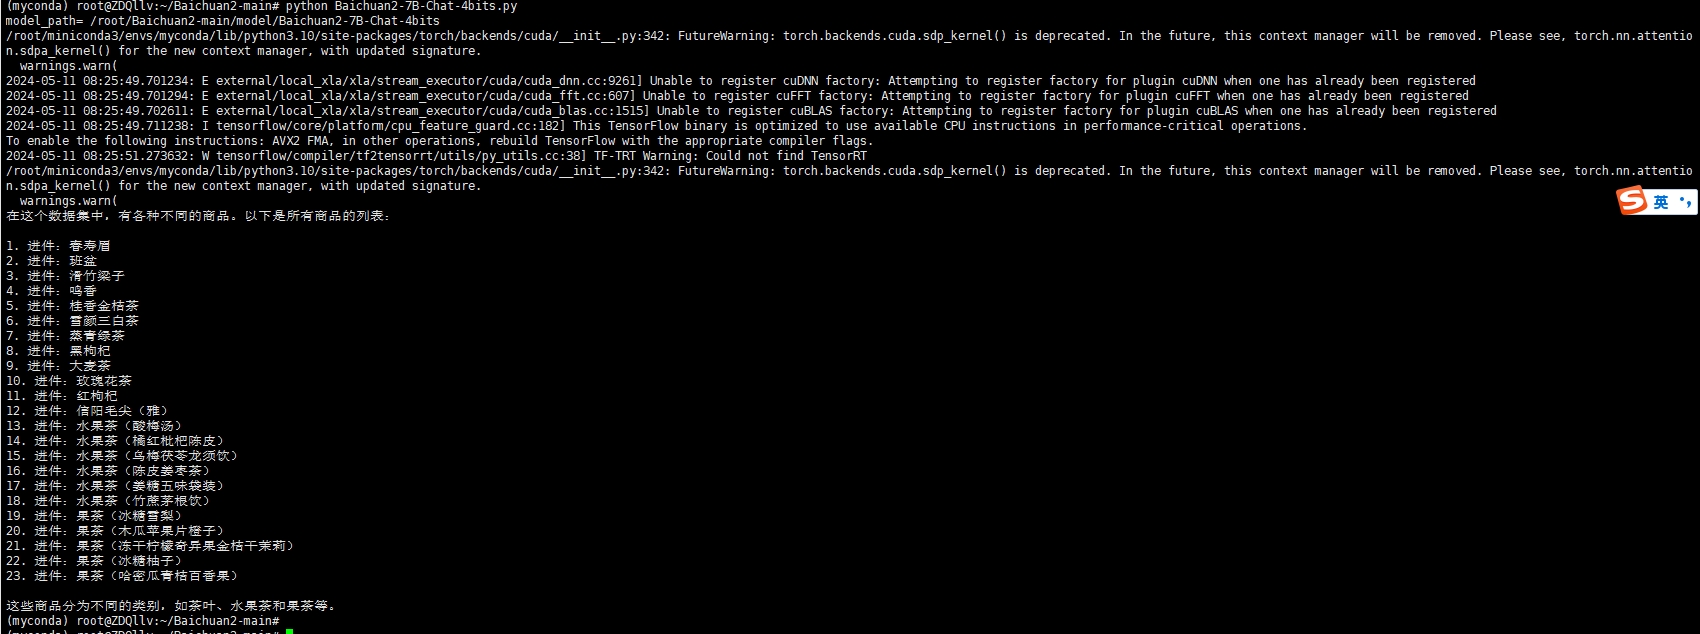 (myconda) root@ZDQllv:~/Baichuan2-main# python Baichuan2-7B-Chat-4bits.py
model_path= /root/Baichuan2-main/model/Baichuan2-7B-Chat-4bits
/root/miniconda3/envs/myconda/lib/python3.10/site-packages/torch/backends/cuda/__init__.py:342: FutureWarning: torch.backends.cuda.sdp_kernel() is deprecated. In the future, this context manager will be removed. Please see, torch.nn.attentio
n.sdpa_kernel() for the new context manager, with updated signature.
  warnings.warn(
2024-05-11 08:25:49.701234: E external/local_xla/xla/stream_executor/cuda/cuda_dnn.cc:9261] Unable to register cuDNN factory: Attempting to register factory for plugin cuDNN when one has already been registered
2024-05-11 08:25:49.701294: E external/local_xla/xla/stream_executor/cuda/cuda_fft.cc:607] Unable to register cuFFT factory: Attempting to register factory for plugin cuFFT when one has already been registered
2024-05-11 08:25:49.702611: E external/local_xla/xla/stream_executor/cuda/cuda_blas.cc:1515] Unable to register cuBLAS factory: Attempting to register factory for plugin cuBLAS when one has already been registered
2024-05-11 08:25:49.711238: I tensorflow/core/platform/cpu_feature_guard.cc:182] This TensorFlow binary is optimized to use available CPU instructions in performance-critical operations.
To enable the following instructions: AVX2 FMA, in other operations, rebuild TensorFlow with the appropriate compiler flags.
2024-05-11 08:25:51.273632: W tensorflow/compiler/tf2tensorrt/utils/py_utils.cc:38] TF-TRT Warning: Could not find TensorRT
/root/miniconda3/envs/myconda/lib/python3.10/site-packages/torch/backends/cuda/__init__.py:342: FutureWarning: torch.backends.cuda.sdp_kernel() is deprecated. In the future, this context manager will be removed. Please see, torch.nn.attentio
n.sdpa_kernel() for the new context manager, with updated signature.
  warnings.warn(
S 英
在这个数据集中，有各种不同的商品。以下是所有商品的列表：
1. 进件：春寿眉
2. 进件：班盆
3. 进件：滑竹梁子
4. 进件：鸣香
5. 进件：桂香金桔茶
6. 进件：雪颜三白茶
7. 进件：蒸青绿茶
8. 进件：黑枸杞
9. 进件：大麦茶
10. 进件：玫瑰花茶
11. 进件：红枸杞
12. 进件：信阳毛尖（雅）
13. 进件：水果茶（酸梅汤）
14. 进件：水果茶（橘红枇杷陈皮）
15. 进件：水果茶（乌梅茯苓龙须饮）
16. 进件：水果茶（陈皮姜枣茶）
17. 进件：水果茶（姜糖五味袋装）
18. 进件：水果茶（竹蔗茅根饮）
19. 进件：果茶（冰糖雪梨）
20. 进件：果茶（木瓜苹果片橙子）
21. 进件：果茶（冻干柠檬奇异果金桔干茉莉）
22. 进件：果茶（冰糖柚子）
23. 进件：果茶（哈密瓜青桔百香果）
这些商品分为不同的类别，如茶叶、水果茶和果茶等。
(myconda) root@ZDQllv:~/Baichuan2-main#
(myconda) root@ZDQllv:~/Baichuan2-main#